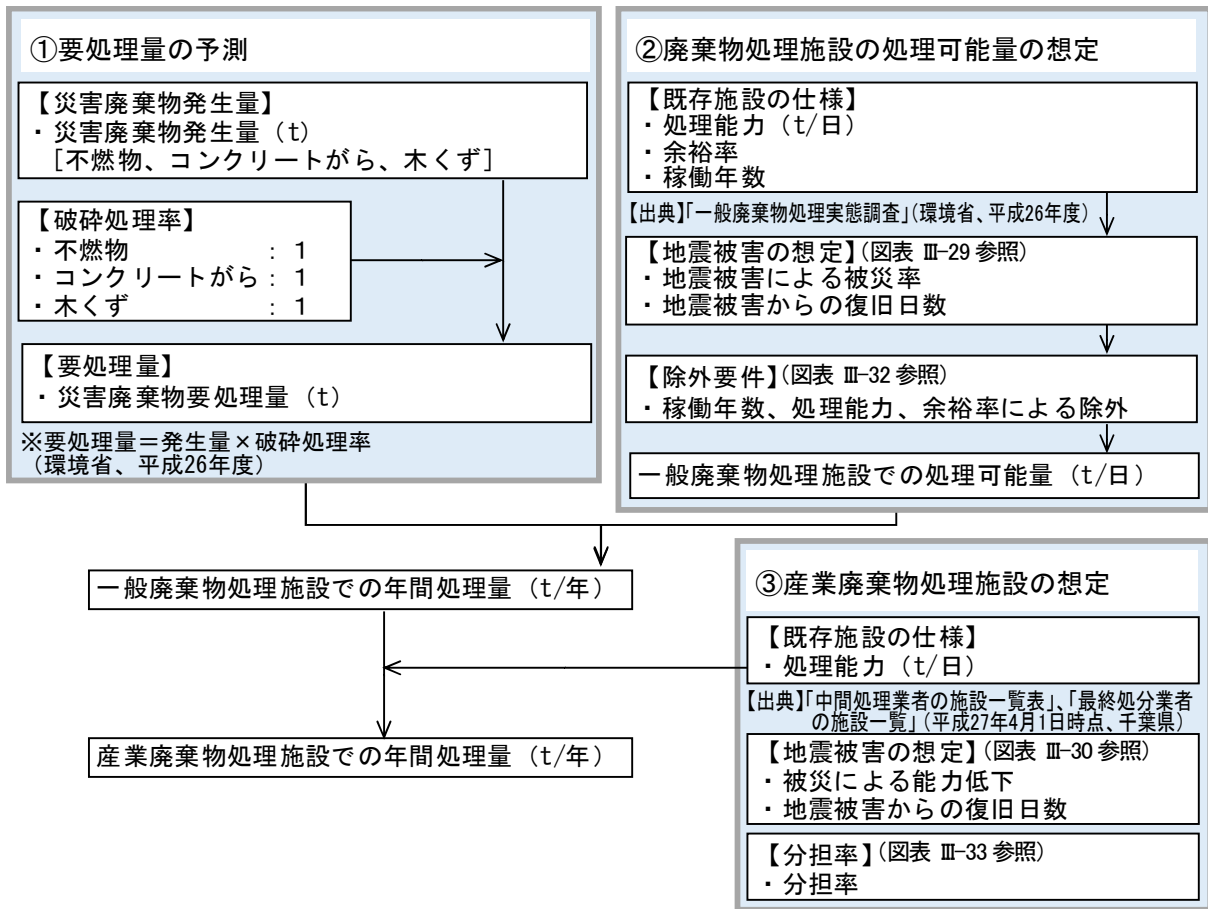 ①要処理量の予測
【災害廃棄物発生量】
・災害廃棄物発生量（t）
［不燃物、コンクリートがら、木くず］
【破砕処理率】
・不燃物　　　　　：１
・コンクリートがら：１
・木くず　　　　　：１
【要処理量】
・災害廃棄物要処理量（t）
※要処理量＝発生量×破砕処理率
（環境省、平成26年度）
②廃棄物処理施設の処理可能量の想定
【既存施設の仕様】
・処理能力（t/日）
・余裕率
・稼働年数
【出典】「一般廃棄物処理実態調査」（環境省、平成26年度）
【地震被害の想定】（図表 Ⅲ-29 参照）
・地震被害による被災率
・地震被害からの復旧日数
【除外要件】（図表 Ⅲ-32 参照）
・稼働年数、処理能力、余裕率による除外
一般廃棄物処理施設での処理可能量（t/日）
一般廃棄物処理施設での年間処理量（t/年）
産業廃棄物処理施設での年間処理量（t/年）
③産業廃棄物処理施設の想定
【既存施設の仕様】
・処理能力（t/日）
【出典】「中間処理業者の施設一覧表」、「最終処分業者
の施設一覧」（平成27年4月1日時点、千葉県）
【地震被害の想定】（図表 Ⅲ-30 参照）
・被災による能力低下
・地震被害からの復旧日数
【分担率】（図表 Ⅲ-33 参照）
・分担率